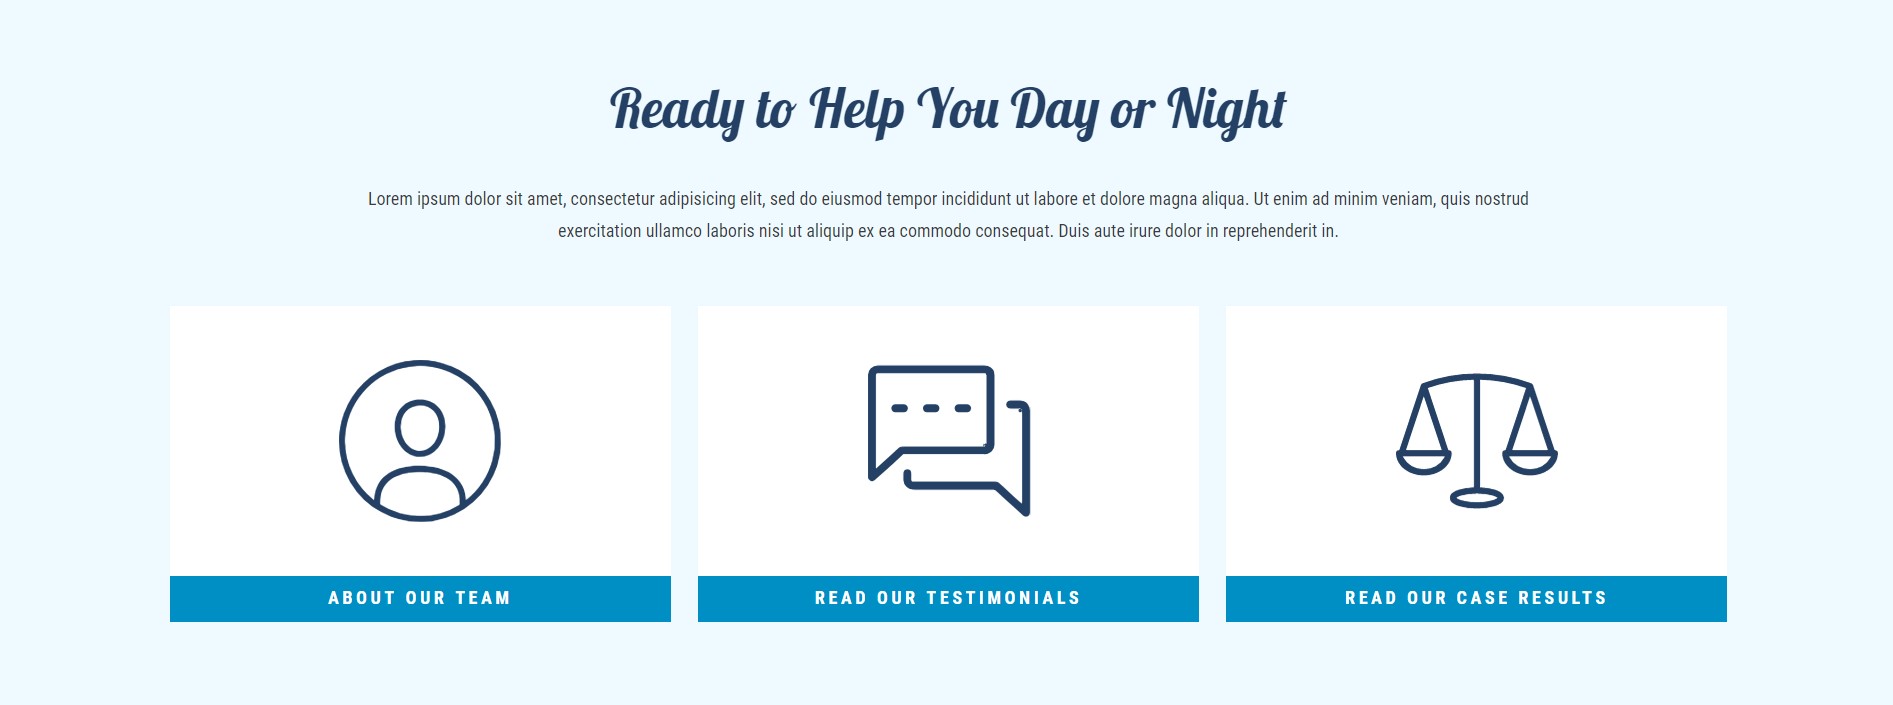 Ready to Help You Day or Night
Lorem ipsum dolor sit amet, consectetur adipisicing elit, sed do eiusmod tempor incididunt ut labore et dolore magna aliqua. Ut enim ad minim veniam, quis nostrud
exercitation ullamco laboris nisi ut aliquip ex ea commodo consequat. Duis aute irure dolor in reprehenderit in.
ABOUT OUR TEAM
READ OUR TESTIMONIALS
READ OUR CASE RESULTS